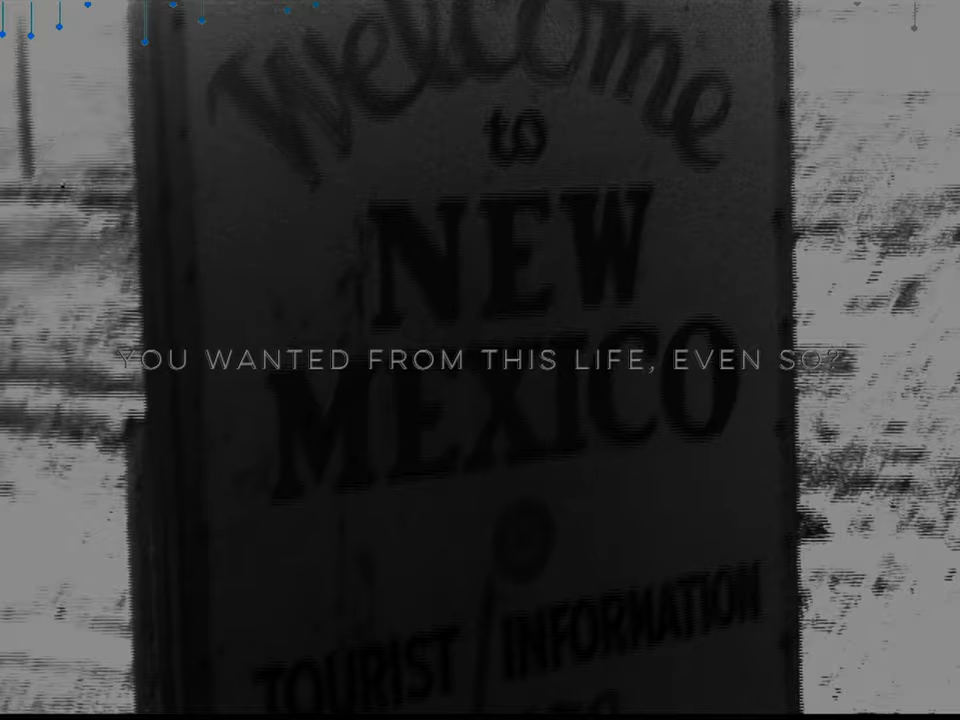 Welcome
to
NEW
YOU WANTED FROM THIS LIFE, EVEN SO?
MEXICO
TOURIST INFORMATION